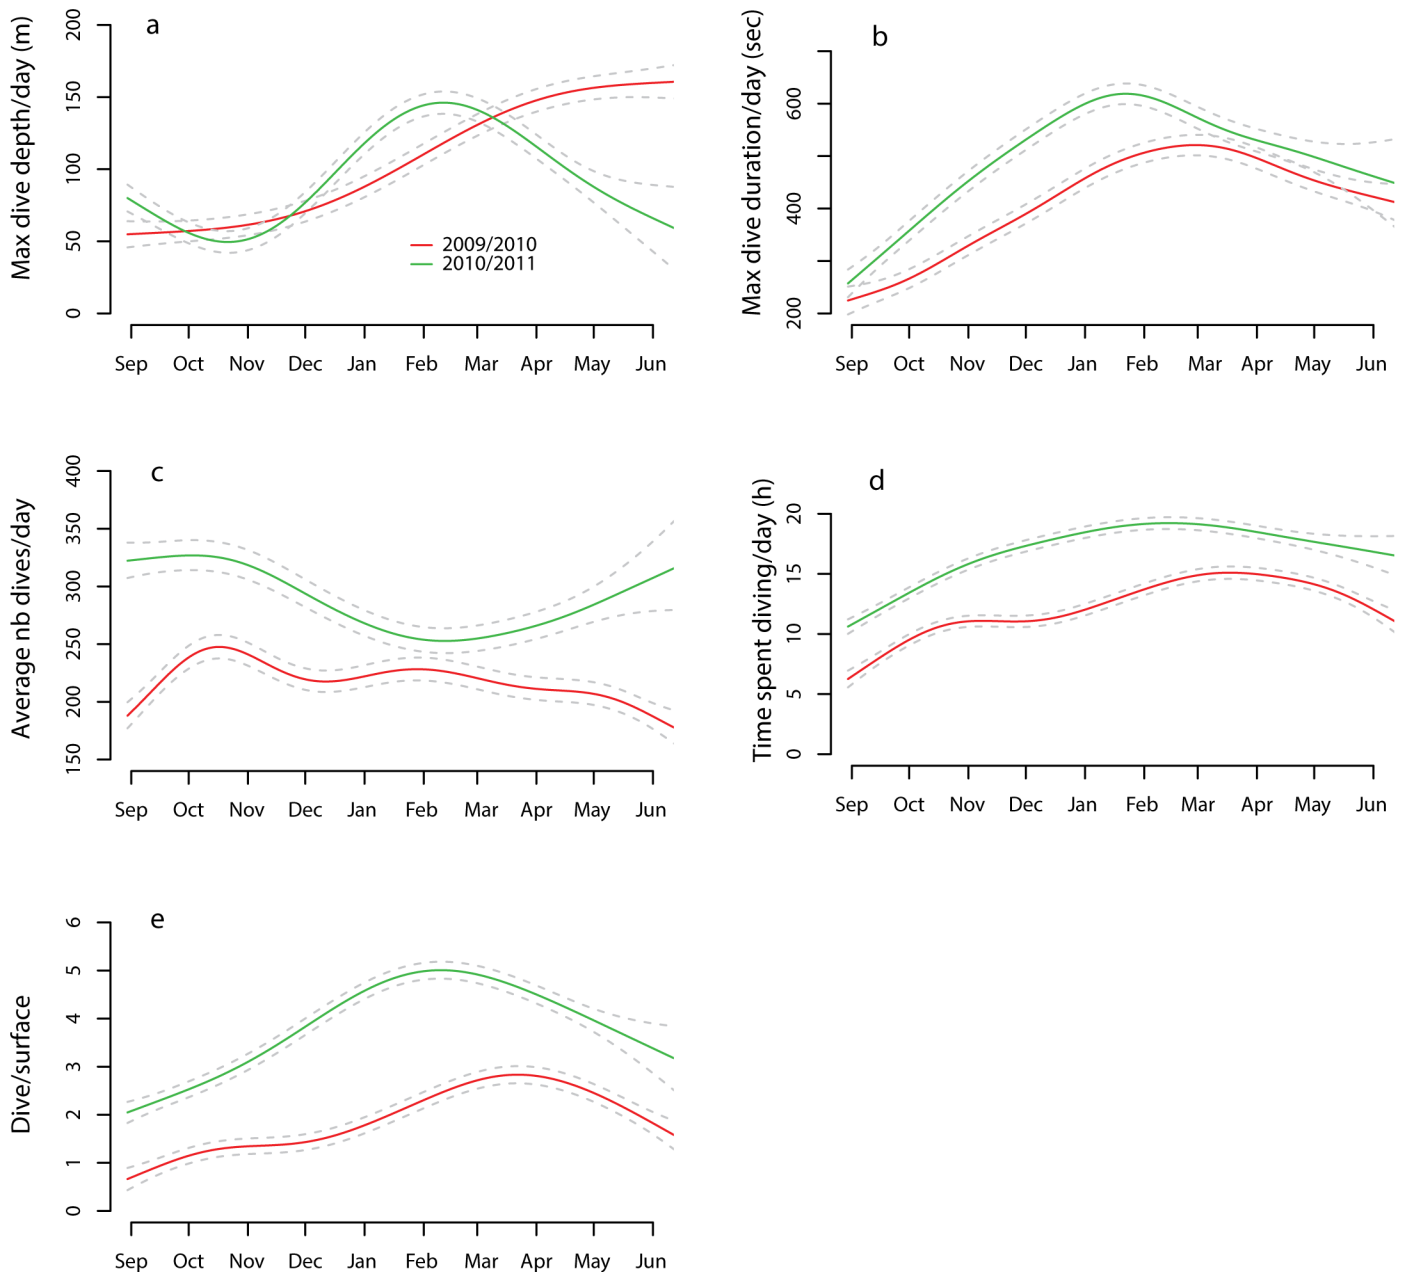 a
Max dive depth/day (m)
200
150
100
50
0
2009/2010
2010/2011
Sep Oct Nov Dec Jan Feb Mar Apr May Jun
b
Max dive duration/day (sec)
600
400
200
Sep Oct Nov Dec Jan Feb Mar Apr May Jun
c
Average nb dives/day
400
350
300
250
200
150
Sep Oct Nov Dec Jan Feb Mar Apr May Jun
d
Time spent diving/day (h)
20
15
10
5
0
Sep Oct Nov Dec Jan Feb Mar Apr May Jun
e
Dive/surface
6
5
4
3
2
1
0
Sep Oct Nov Dec Jan Feb Mar Apr May Jun